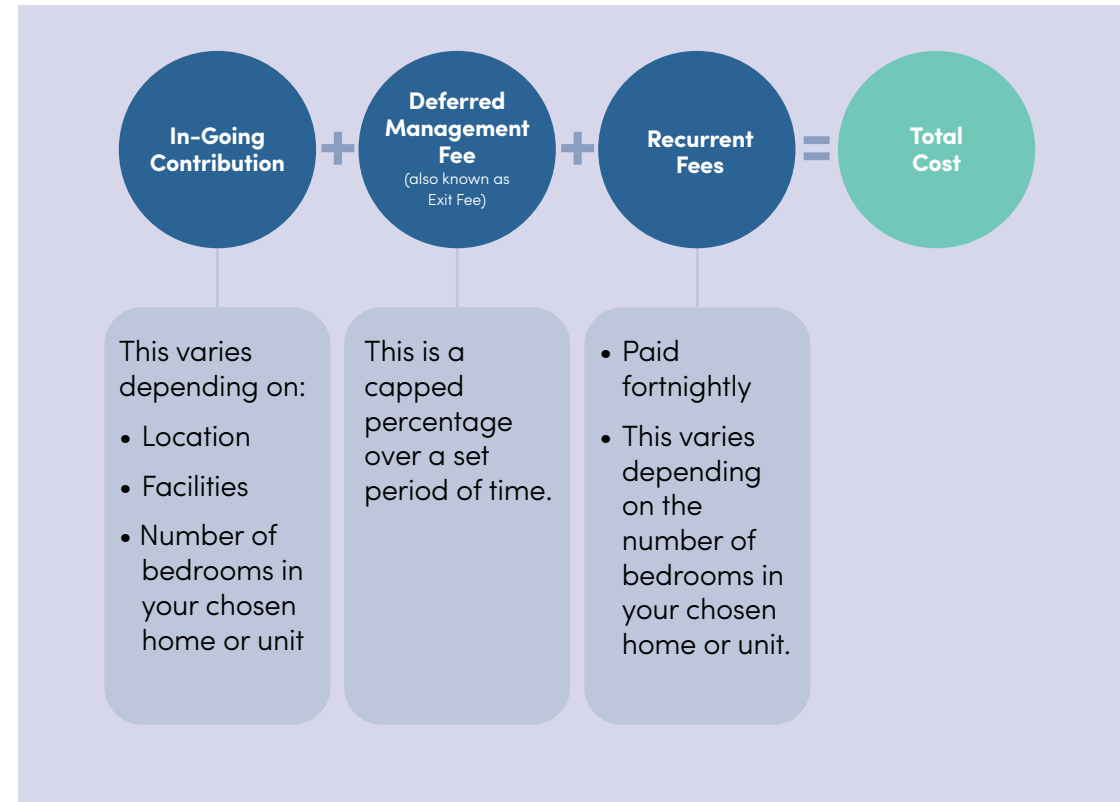 In-Going
Contribution
+
Deferred
Management
Fee
(also known as
Exit Fee)
+
Recurrent
Fees
=
Total
Cost
This varies
depending on:
• Location
• Facilities
• Number of
bedrooms in
your chosen
home or unit
This is a
capped
percentage
over a set
period of time.
• Paid
fortnightly
• This varies
depending
on the
number of
bedrooms in
your chosen
home or unit.